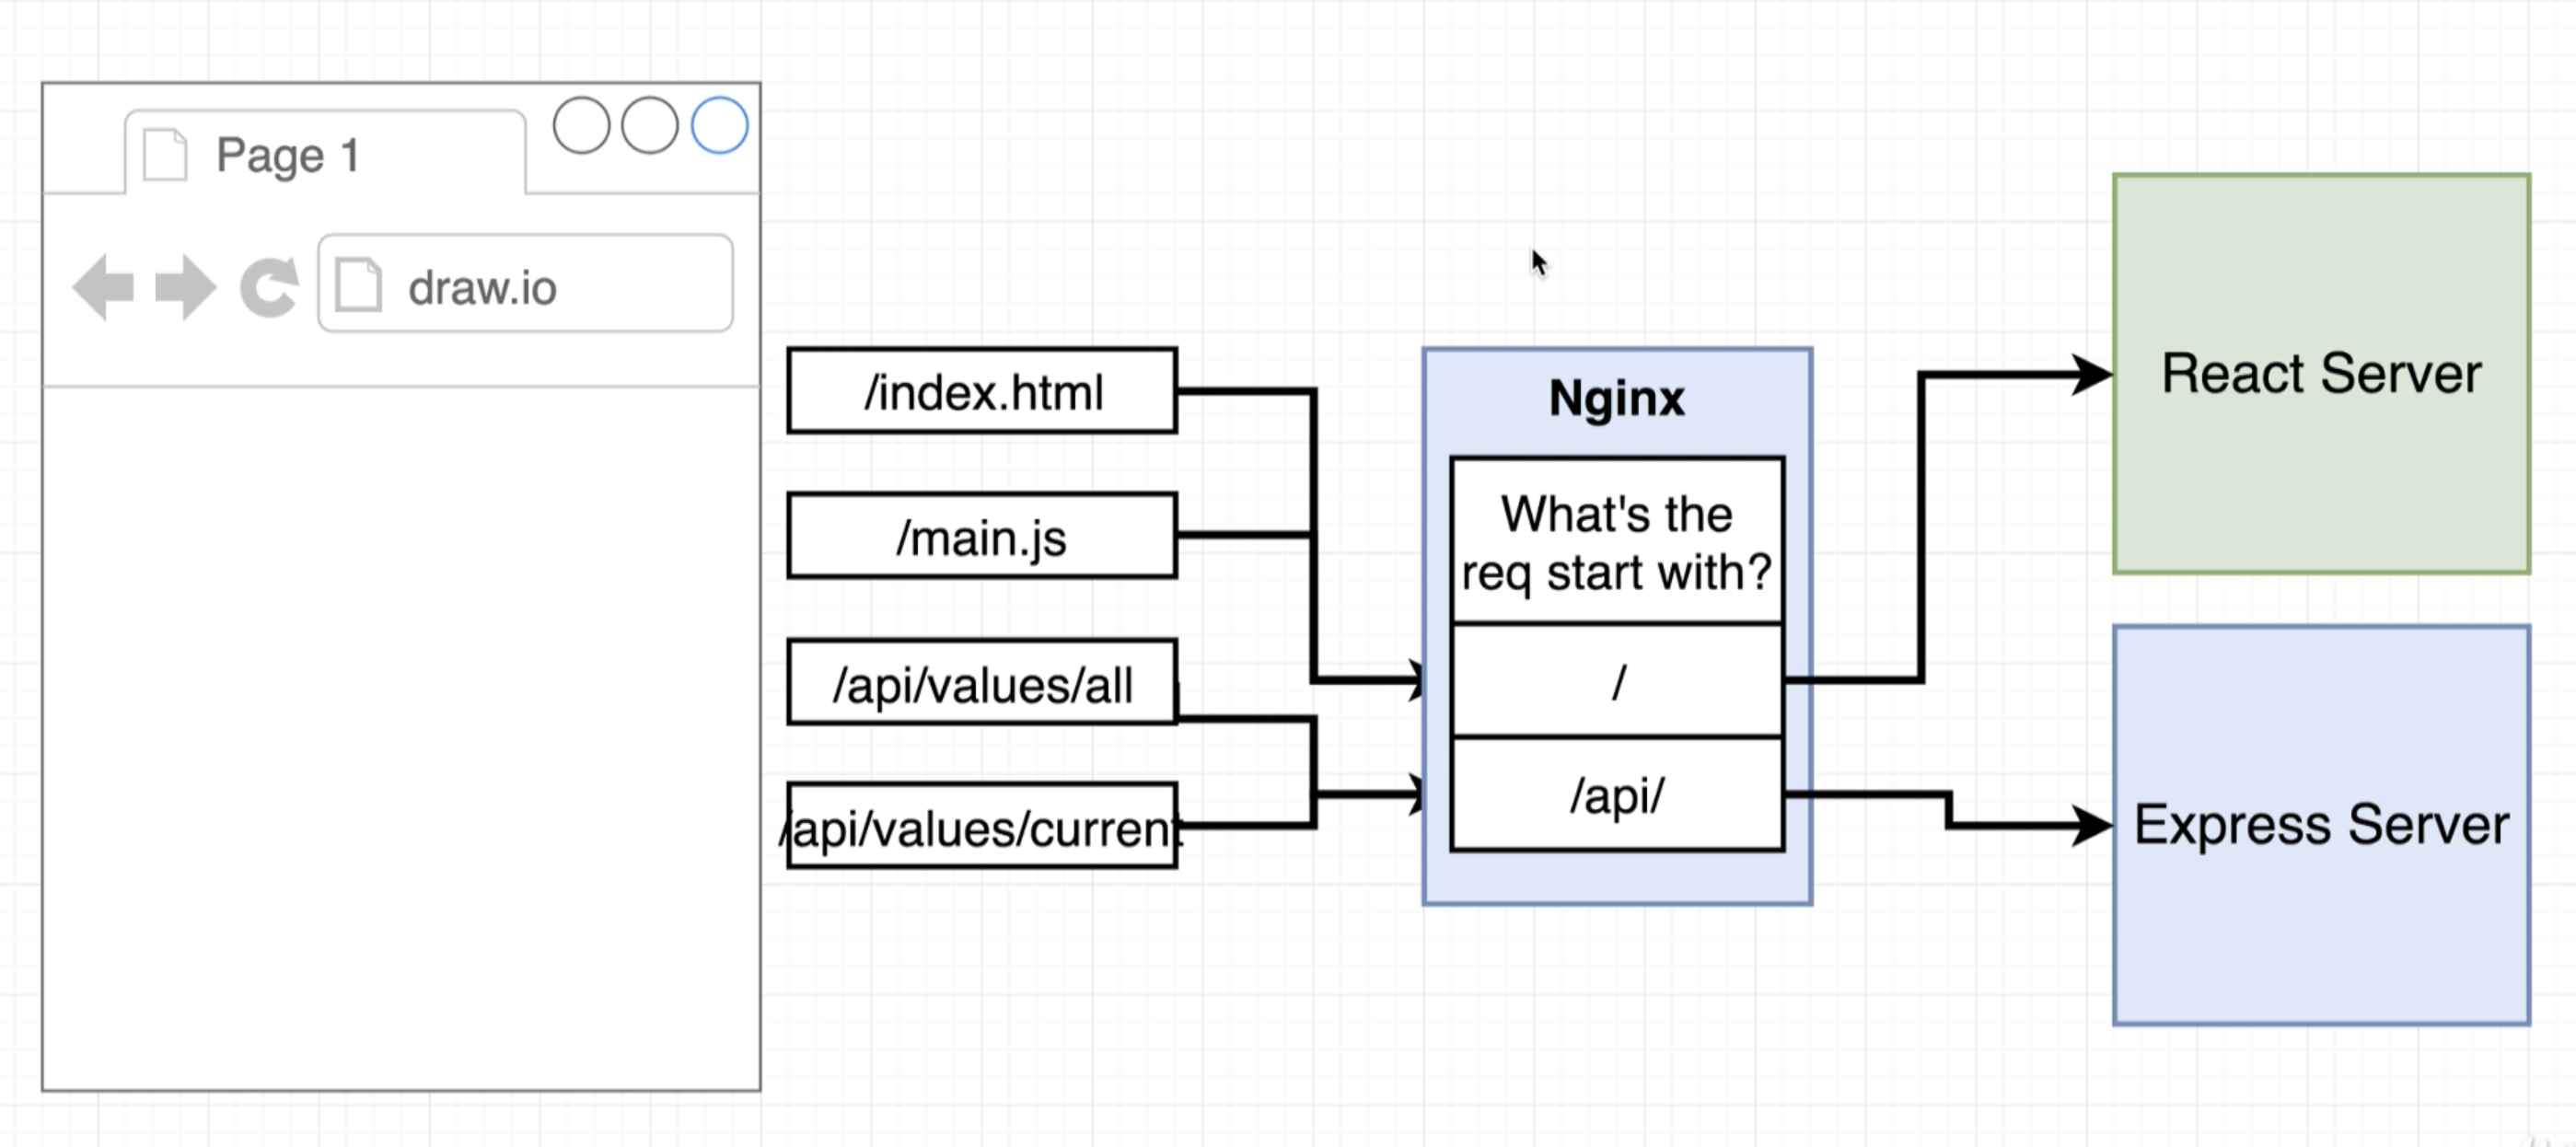 Page 1
draw.io
/index.html
/main.js
/api/values/all
/api/values/current
Nginx
What's the
req start with?
/
/api/
React Server
Express Server